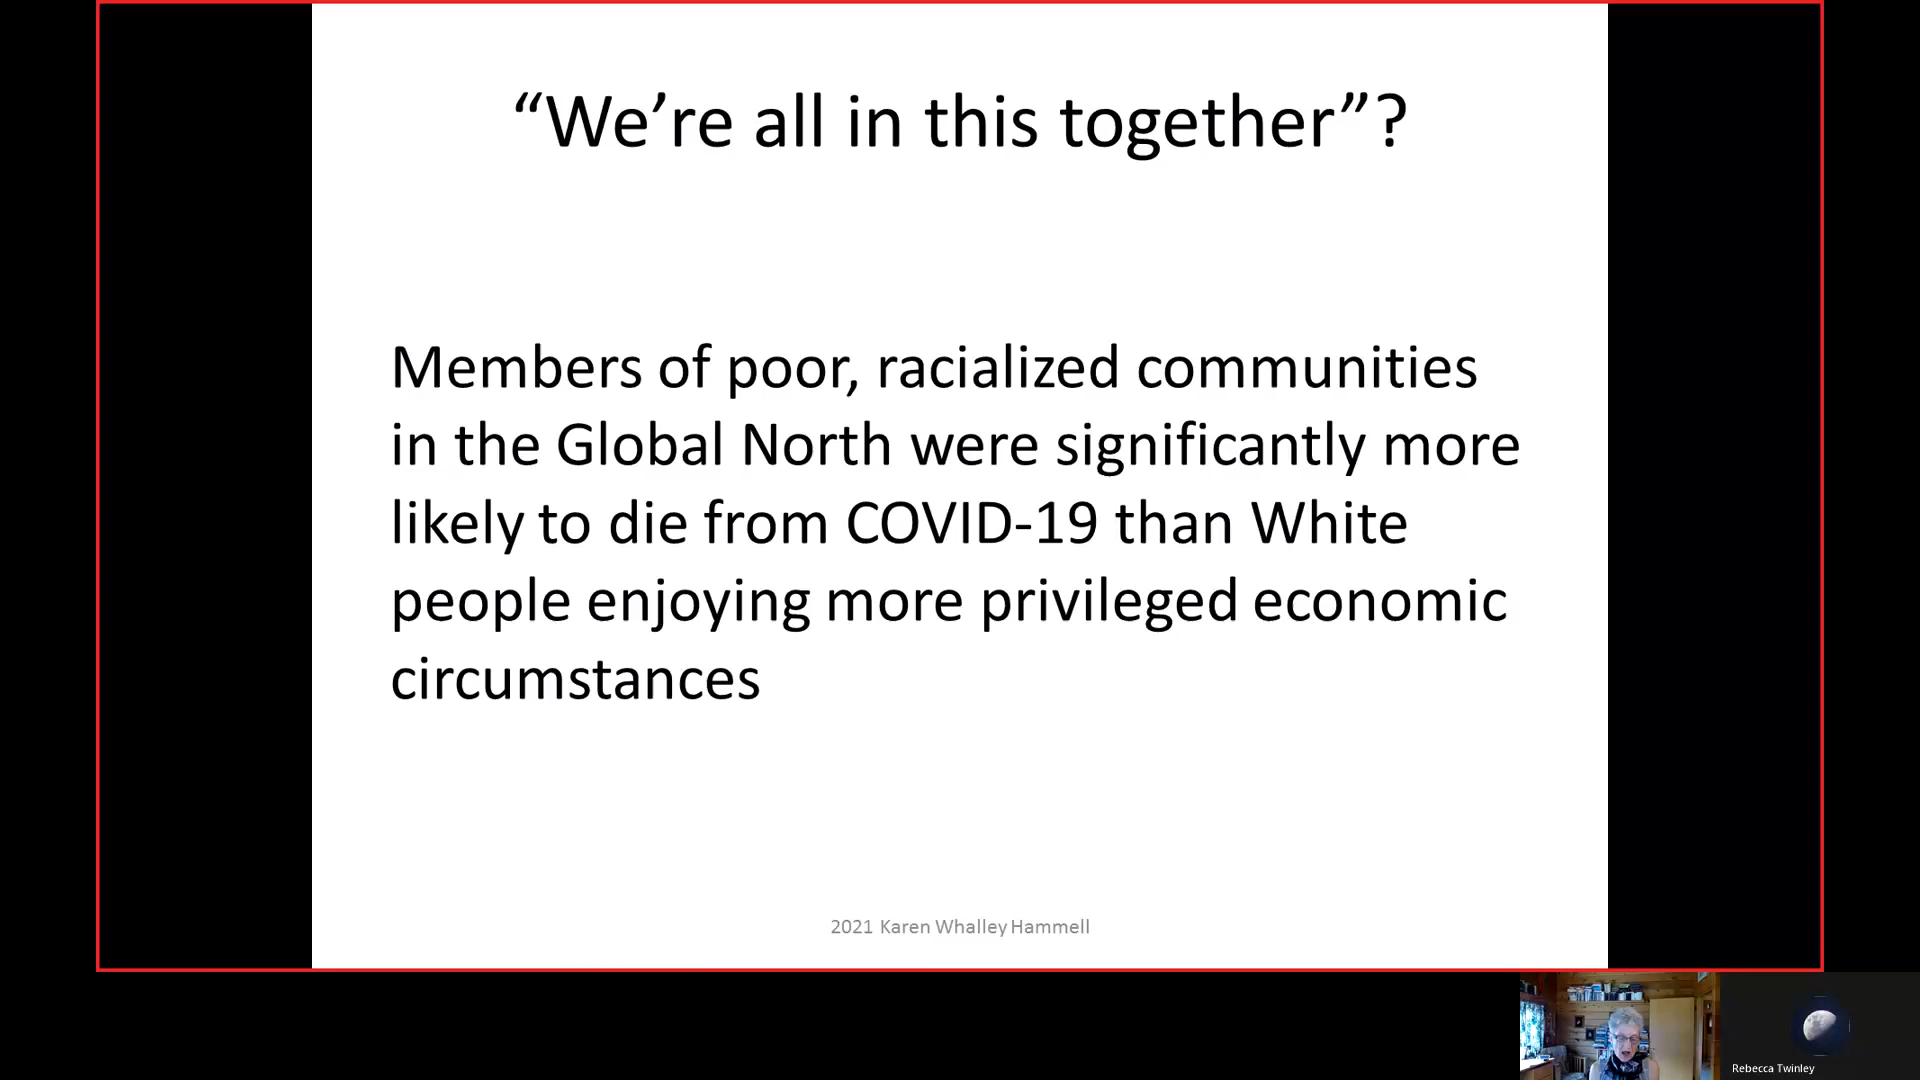 “We’re all in this together”?
Members of poor, racialized communities
in the Global North were significantly more
likely to die from COVID-19 than White
people enjoying more privileged economic
circumstances
2021 Karen Whalley Hammell
Rebecca Twinley